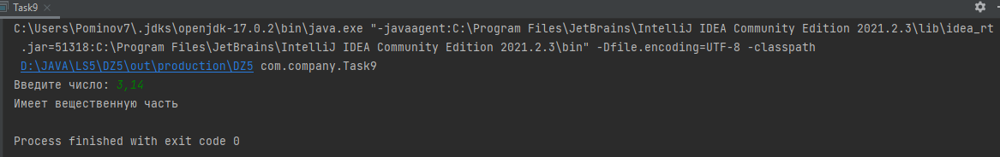 Task9
C:\Users\Pominov7\.jdks\openjdk-17.0.2\bin\java.exe "-javaagent:C:\Program Files\JetBrains\IntelliJ IDEA Community Edition 2021.2.3\lib\idea_rt
.jar=51318:C:\Program Files\JetBrains\IntelliJ IDEA Community Edition 2021.2.3\bin" -Dfile.encoding=UTF-8 -classpath
D:\JAVA\LS5\DZ5\out\production\DZ5 com.company.Task9
Введите число: 3,14
Имеет вещественную часть
Process finished with exit code 0